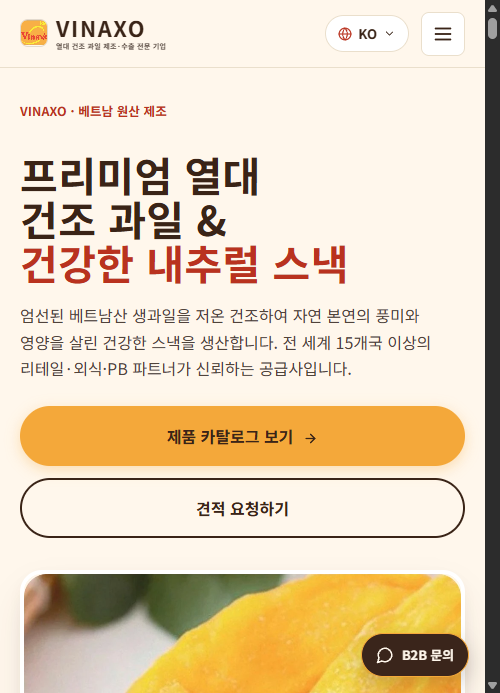 Vinaxo
VINAXO
열대 건조 과일 제조·수출 전문 기업
KO
VINAXO · 베트남 원산 제조
프리미엄 열대
건조 과일 &
건강한 내추럴 스낵
엄선된 베트남산 생과일을 저온 건조하여 자연 본연의 풍미와
영양을 살린 건강한 스낵을 생산합니다. 전 세계 15개국 이상의
리테일·외식·PB 파트너가 신뢰하는 공급사입니다.
제품 카탈로그 보기 →
견적 요청하기
B2B 문의